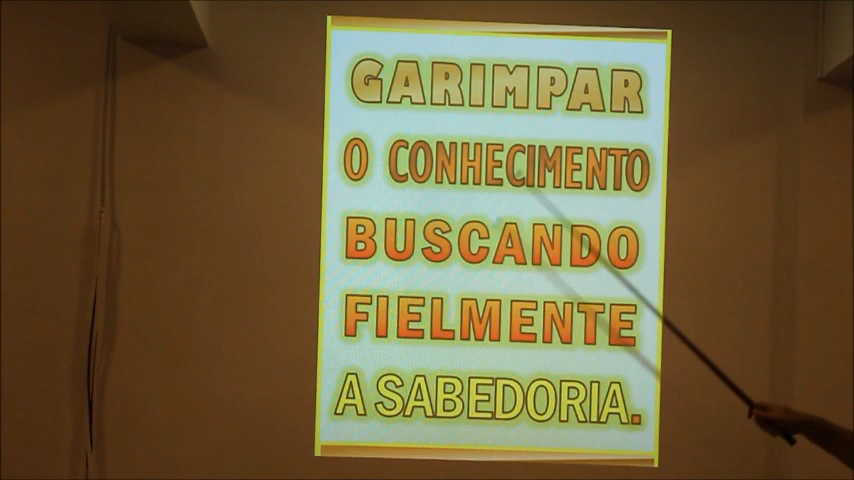 GARIMPAR
O CONHECIMENTO
BUSCANDO
FIELMENTE
A SABEDORIA.